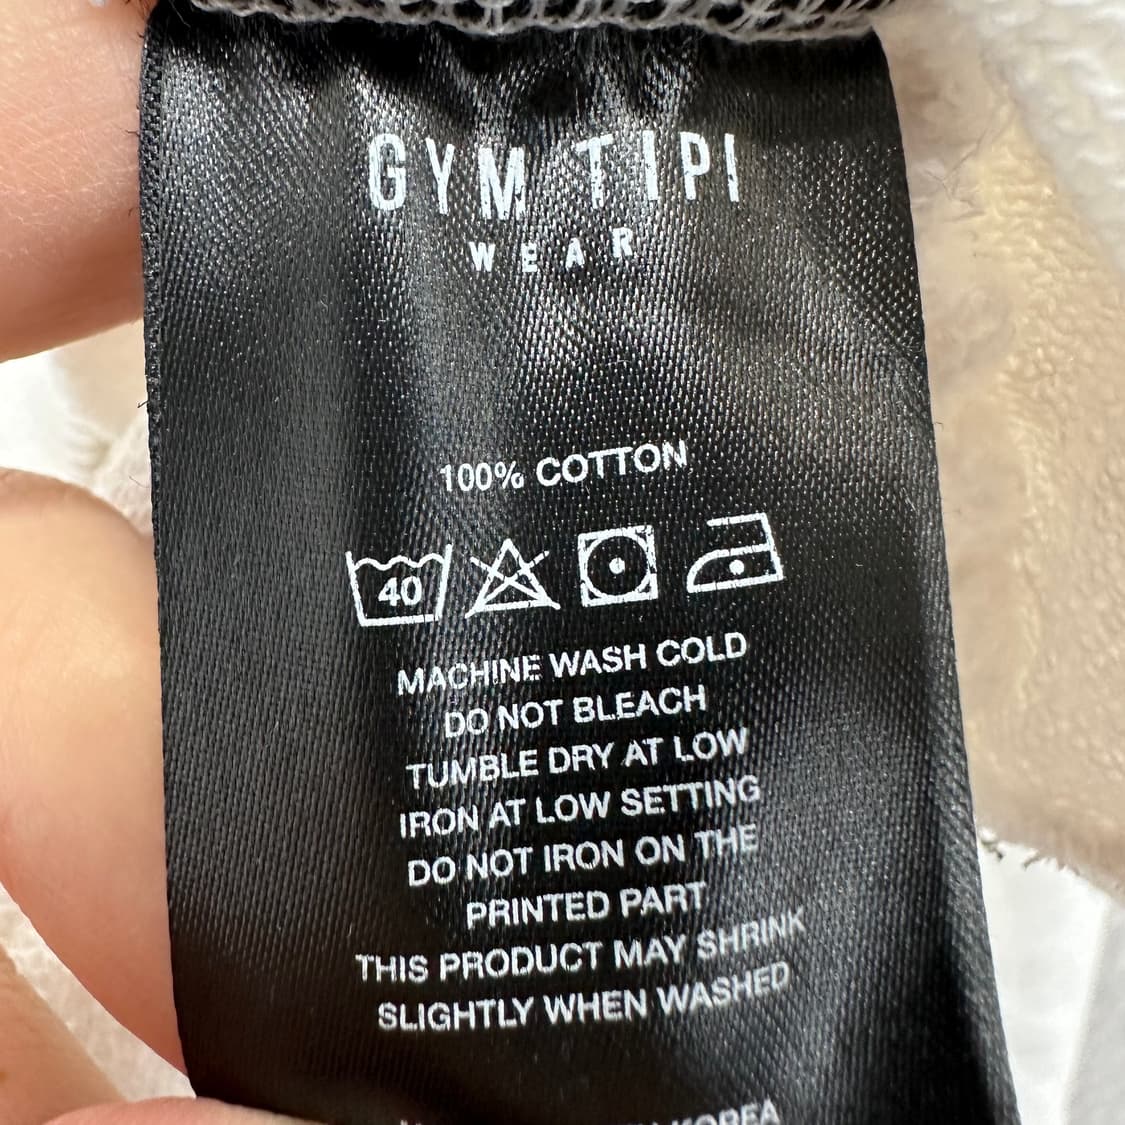 GYM TIPI
WEAR
100% COTTON
40
MACHINE WASH COLD
DO NOT BLEACH
TUMBLE DRY AT LOW
IRON AT LOW SETTING
DO NOT IRON ON THE
PRINTED PART
THIS PRODUCT MAY SHRINK
SLIGHTLY WHEN WASHED
KOREA